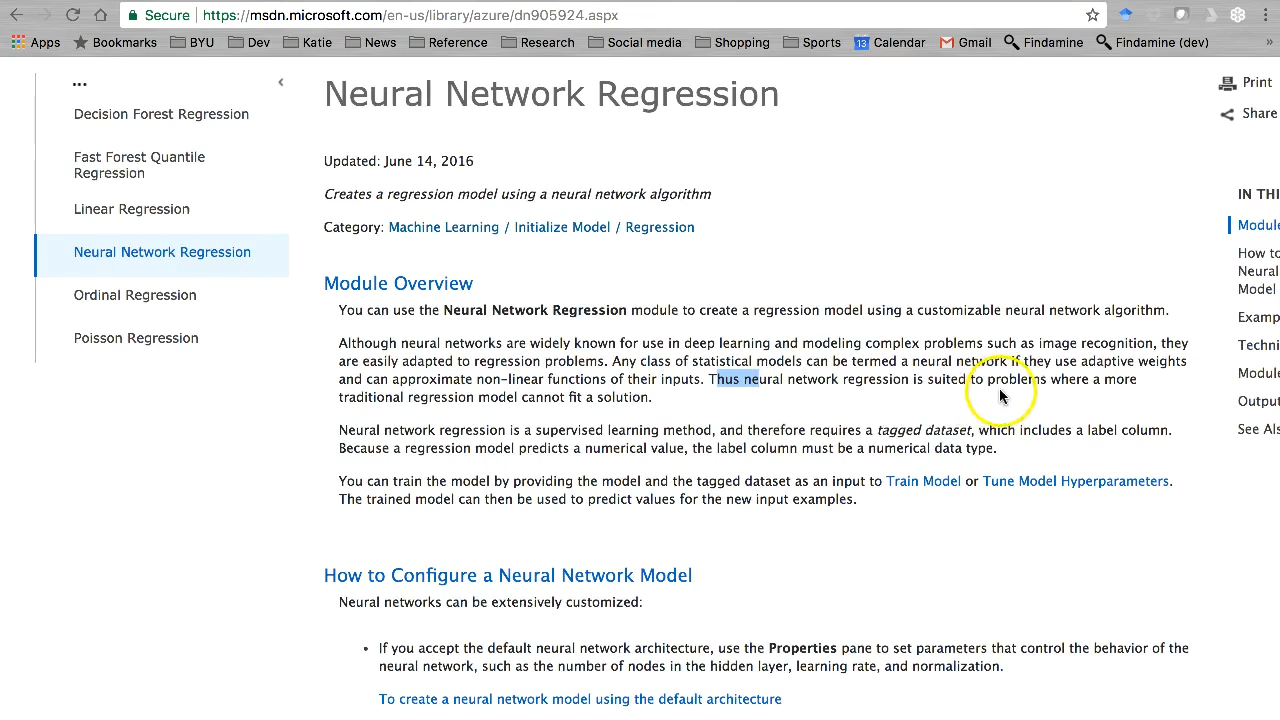 Secure https://msdn.microsoft.com/en-us/library/azure/dn905924.aspx
Apps Bookmarks BYU Dev Katie News Reference Research Social media Shopping Sports 13 Calendar Gmail Findamine Findamine (dev) »
...
Decision Forest Regression
Fast Forest Quantile
Regression
Linear Regression
Neural Network Regression
Ordinal Regression
Poisson Regression
Neural Network Regression
Updated: June 14, 2016
Creates a regression model using a neural network algorithm
Category: Machine Learning / Initialize Model / Regression
Module Overview
You can use the Neural Network Regression module to create a regression model using a customizable neural network algorithm.
Although neural networks are widely known for use in deep learning and modeling complex problems such as image recognition, they
are easily adapted to regression problems. Any class of statistical models can be termed a neural network if they use adaptive weights
and can approximate non-linear functions of their inputs. Thus neural network regression is suited to problems where a more
traditional regression model cannot fit a solution.
Neural network regression is a supervised learning method, and therefore requires a tagged dataset, which includes a label column.
Because a regression model predicts a numerical value, the label column must be a numerical data type.
You can train the model by providing the model and the tagged dataset as an input to Train Model or Tune Model Hyperparameters.
The trained model can then be used to predict values for the new input examples.
How to Configure a Neural Network Model
Neural networks can be extensively customized:
• If you accept the default neural network architecture, use the Properties pane to set parameters that control the behavior of the
neural network, such as the number of nodes in the hidden layer, learning rate, and normalization.
To create a neural network model using the default architecture
Print
Share
IN THI
Module
How to
Neural
Model
Examp
Techni
Module
Output
See Als